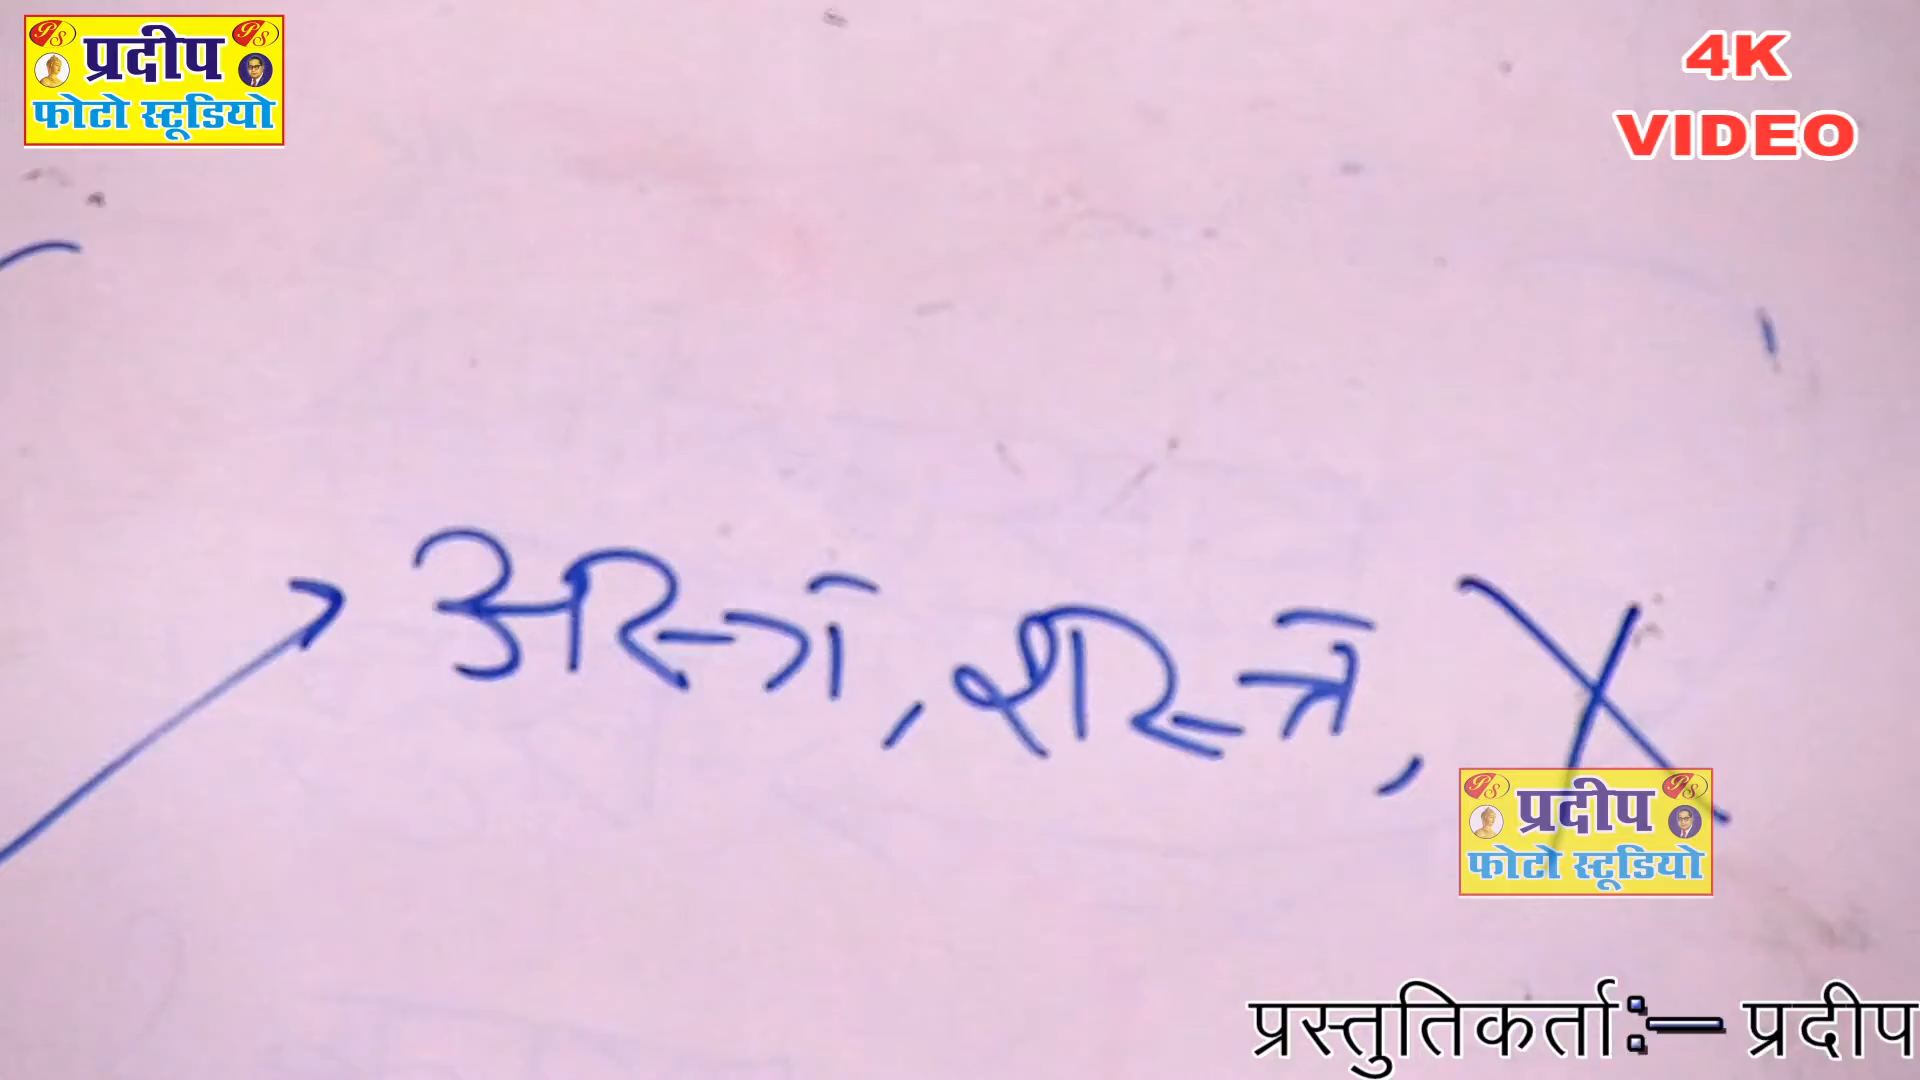 प्रदीप
फोटो स्टूडियो
4K
VIDEO
अस्त्र, शस्त्र, X
प्रदीप
फोटो स्टूडियो
प्रस्तुतिकर्ता:– प्रदीप